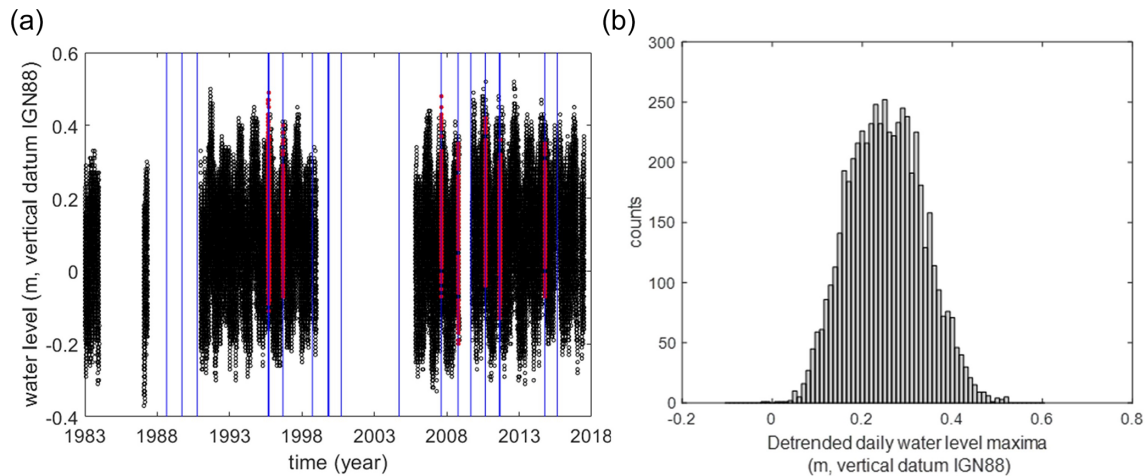 (a)
water level (m, vertical datum IGN88)
0.6
0.4
0.2
0
-0.2
-0.4
1983 1988 1993 1998 2003 2008 2013 2018
time (year)
(b)
counts
300
250
200
150
100
50
0
-0.2 0 0.2 0.4 0.6 0.8
Detrended daily water level maxima
(m, vertical datum IGN88)